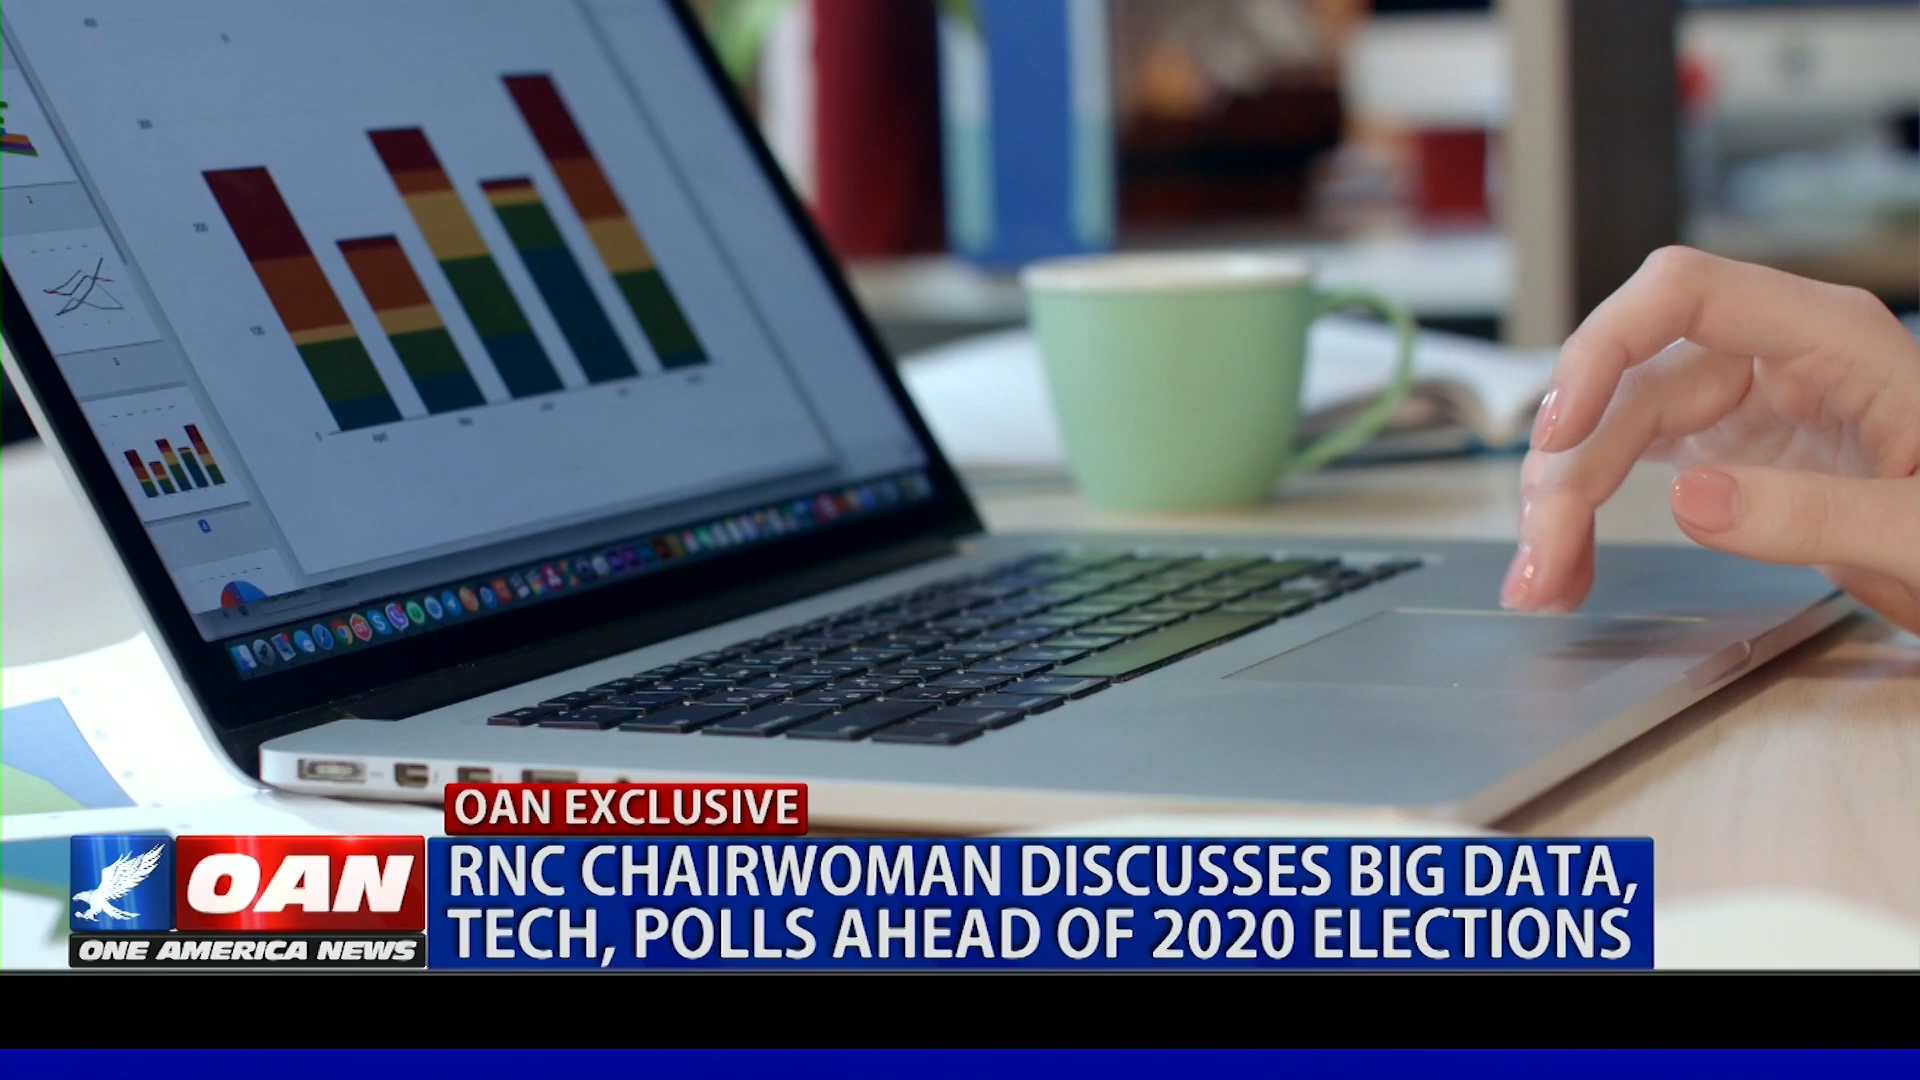 OAN EXCLUSIVE
RNC CHAIRWOMAN DISCUSSES BIG DATA,
TECH, POLLS AHEAD OF 2020 ELECTIONS
OAN
ONE AMERICA NEWS